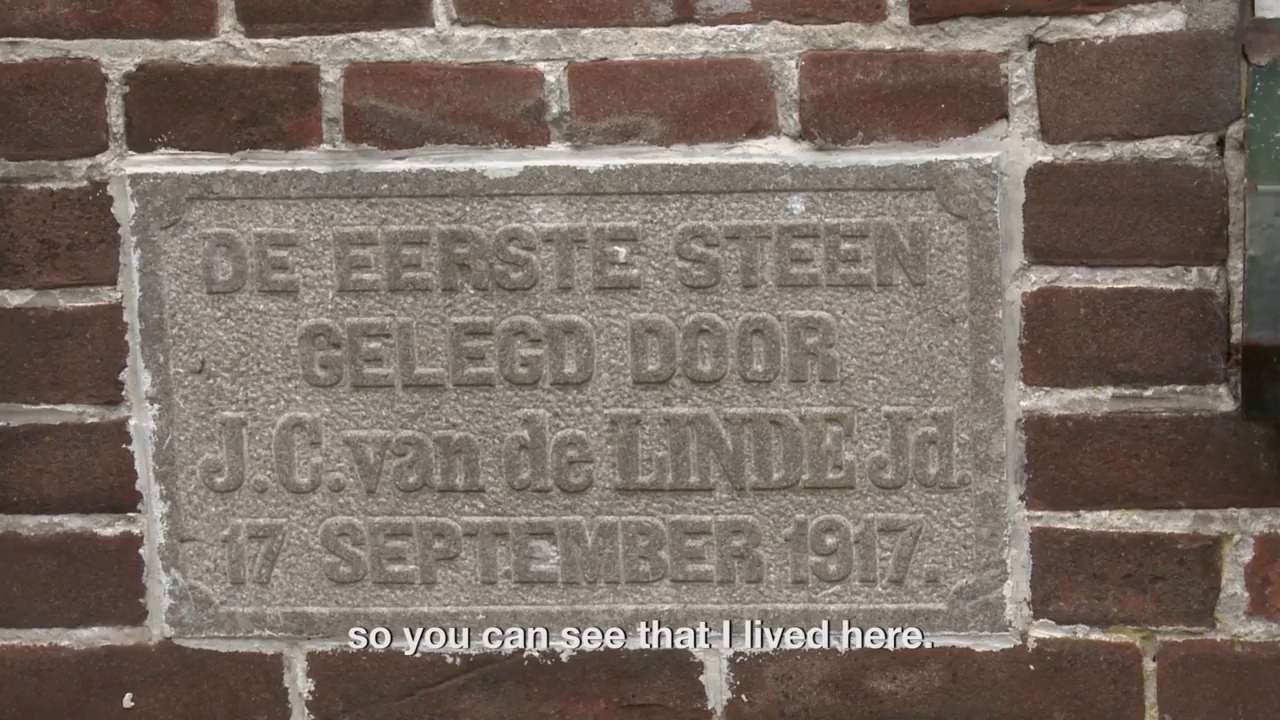 DE EERSTE STEEN
GELEGD DOOR
J.C. van de LINDE Jd.
17 SEPTEMBER 1917.
so you can see that I lived here.